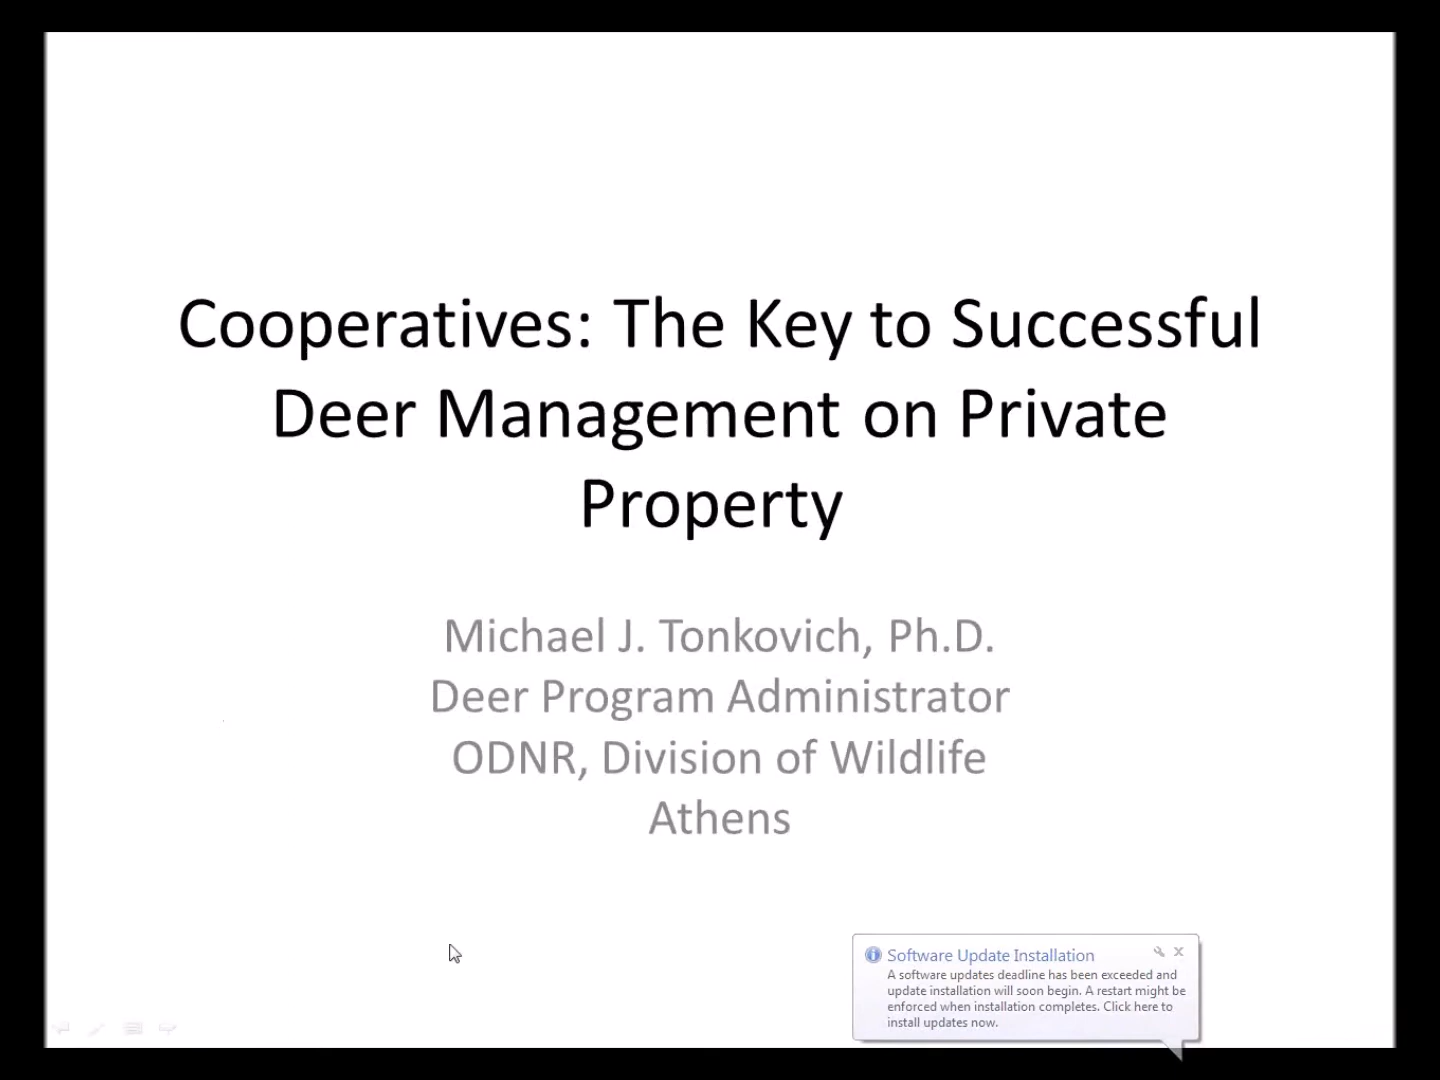 Cooperatives: The Key to Successful
Deer Management on Private
Property
Michael J. Tonkovich, Ph.D.
Deer Program Administrator
ODNR, Division of Wildlife
Athens
Software Update Installation
A software updates deadline has been exceeded and
update installation will soon begin. A restart might be
enforced when installation completes. Click here to
install updates now.